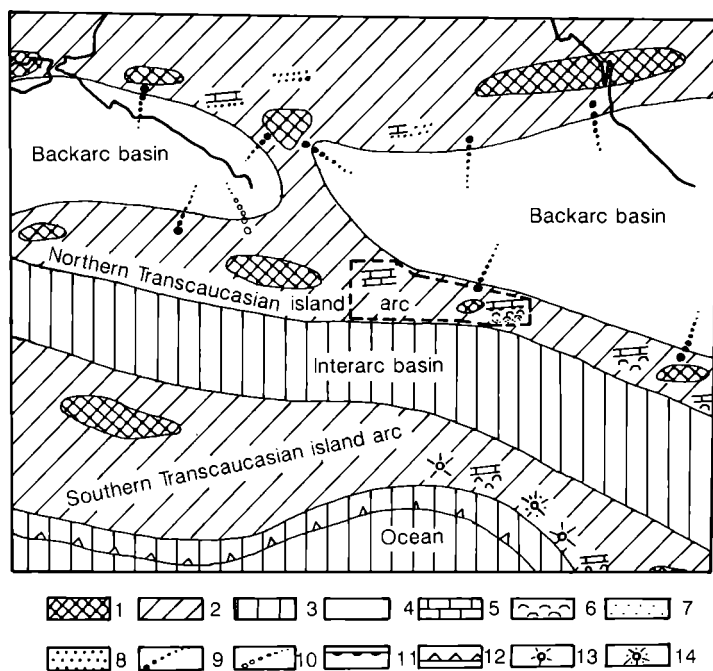 Backarc basin
Backarc basin
Northern Transcaucasian island arc
Interarc basin
Southern Transcaucasian island arc
Ocean
1 2 3 4 5 6 7
8 9 10 11 12 13 14